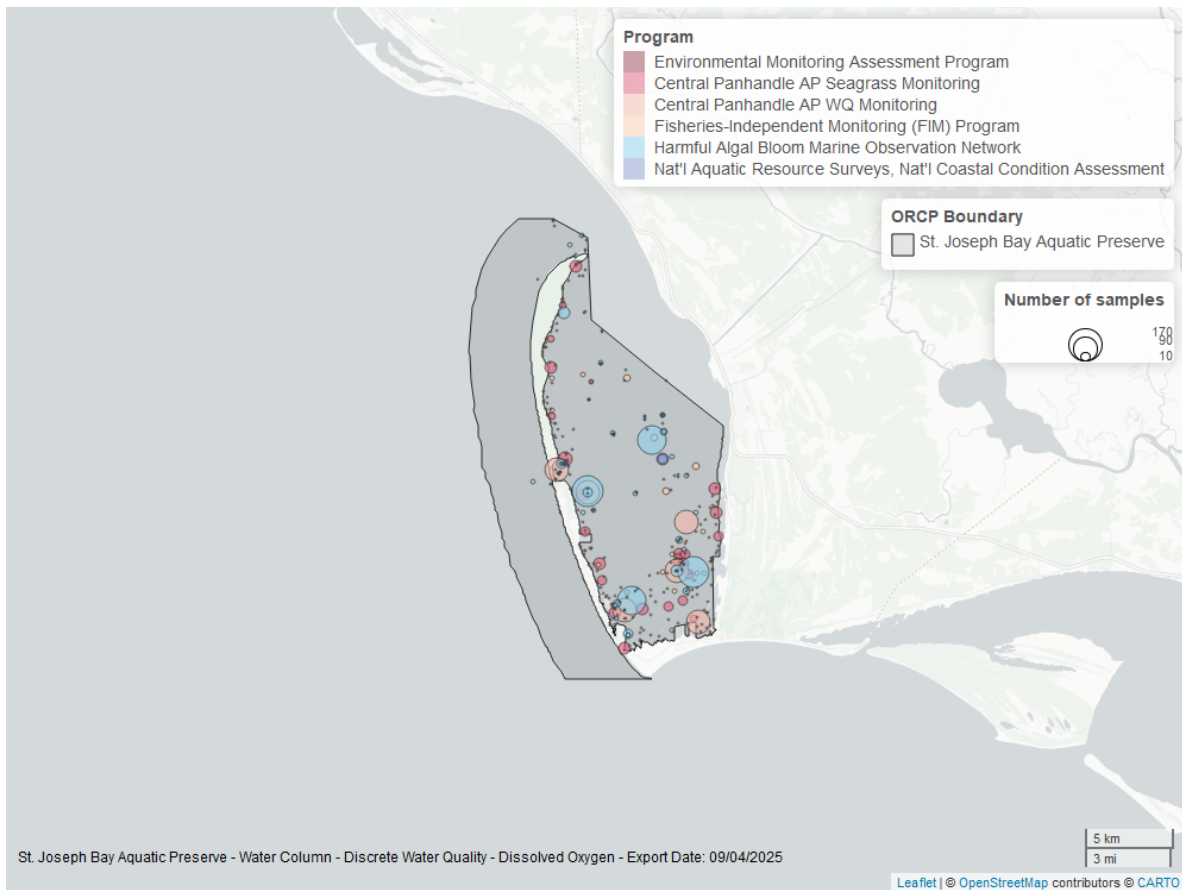 Program
Environmental Monitoring Assessment Program
Central Panhandle AP Seagrass Monitoring
Central Panhandle AP WQ Monitoring
Fisheries-Independent Monitoring (FIM) Program
Harmful Algal Bloom Marine Observation Network
Nat'l Aquatic Resource Surveys, Nat'l Coastal Condition Assessment
ORCP Boundary
St. Joseph Bay Aquatic Preserve
Number of samples
170
90
10
5 km
3 mi
St. Joseph Bay Aquatic Preserve - Water Column - Discrete Water Quality - Dissolved Oxygen - Export Date: 09/04/2025
Leaflet | © OpenStreetMap contributors © CARTO